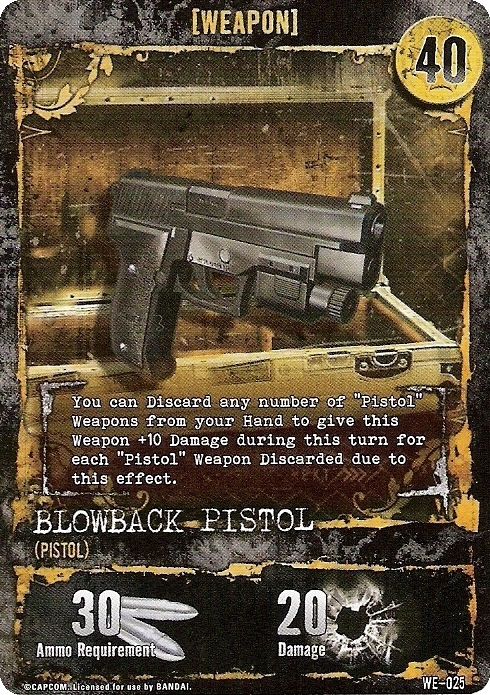 [WEAPON]
40
You can Discard any number of "Pistol"
Weapons from your Hand to give this
Weapon +10 Damage during this turn for
each "Pistol" Weapon Discarded due to
this effect.
BLOWBACK PISTOL
(PISTOL)
30
Ammo Requirement
20
Damage
©CAPCOM. Licensed for use by BANDAI.
WE-025